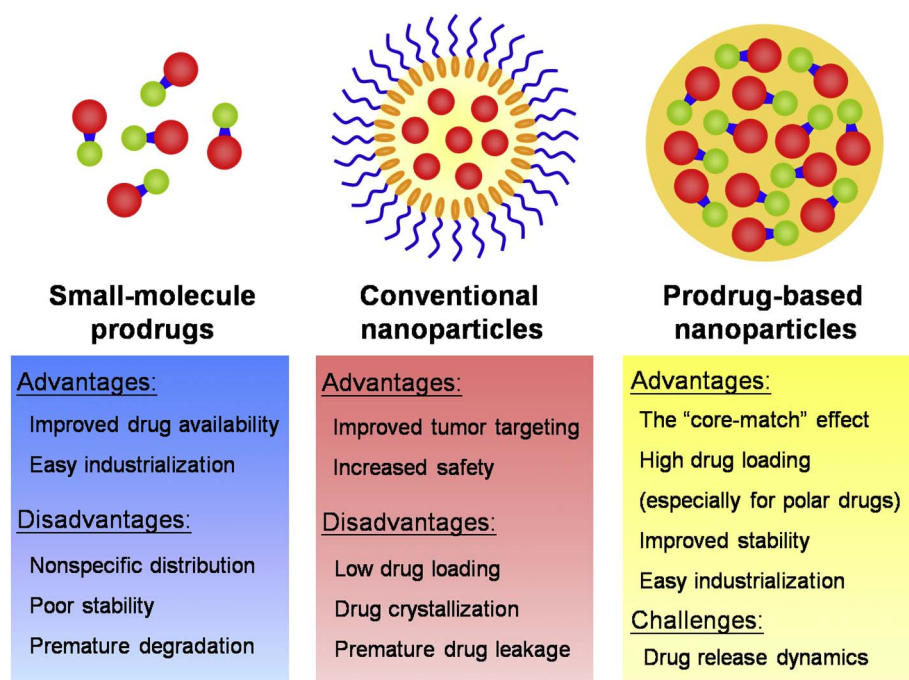 Small-molecule
prodrugs
Advantages:
Improved drug availability
Easy industrialization
Disadvantages:
Nonspecific distribution
Poor stability
Premature degradation
Conventional
nanoparticles
Advantages:
Improved tumor targeting
Increased safety
Disadvantages:
Low drug loading
Drug crystallization
Premature drug leakage
Prodrug-based
nanoparticles
Advantages:
The “core-match” effect
High drug loading
(especially for polar drugs)
Improved stability
Easy industrialization
Challenges:
Drug release dynamics